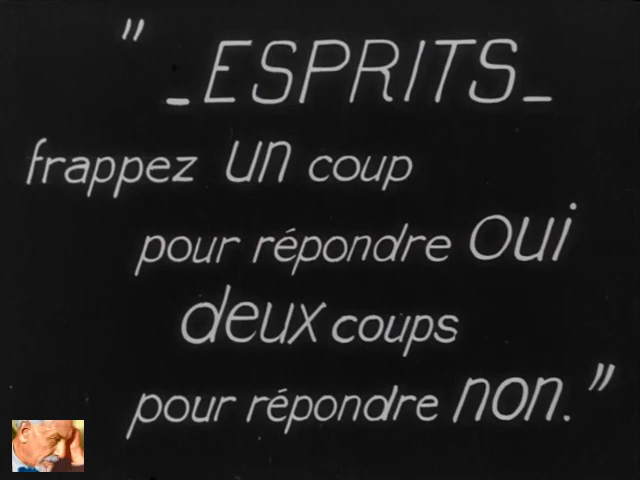 " _ESPRITS_
frappez un coup
pour répondre oui
deux coups
pour répondre non."